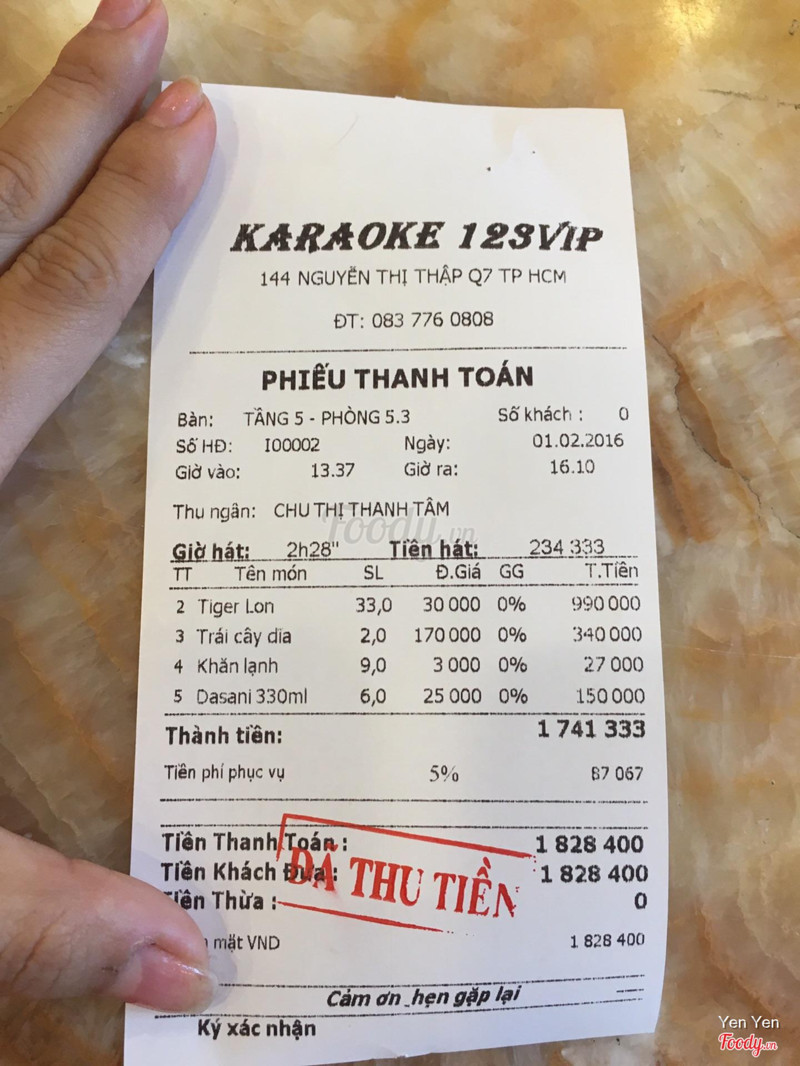 KARAOKE 123VIP
144 NGUYỄN THỊ THẬP Q7 TP HCM
ĐT: 083 776 0808
PHIẾU THANH TOÁN
Bàn: TẦNG 5 - PHÒNG 5.3 Số khách : 0
Số HĐ: I00002 Ngày: 01.02.2016
Giờ vào: 13.37 Giờ ra: 16.10
Thu ngân: CHU THỊ THANH TÂM
Foody.vn
Giờ hát: 2h28" Tiền hát: 234 333
TT Tên món SL Đ.Giá GG T.Tiền
2 Tiger Lon 33,0 30 000 0% 990 000
3 Trái cây dĩa 2,0 170 000 0% 340 000
4 Khăn lạnh 9,0 3 000 0% 27 000
5 Dasani 330ml 6,0 25 000 0% 150 000
Thành tiền: 1 741 333
Tiền phí phục vụ 5% 87 067
Tiền Thanh Toán : 1 828 400
Tiền Khách Đưa : 1 828 400
ĐÃ THU TIỀN
Tiền Thừa : 0
mặt VND 1 828 400
Cảm ơn hẹn gặp lại
Ký xác nhận
Yen Yen
Foody.vn